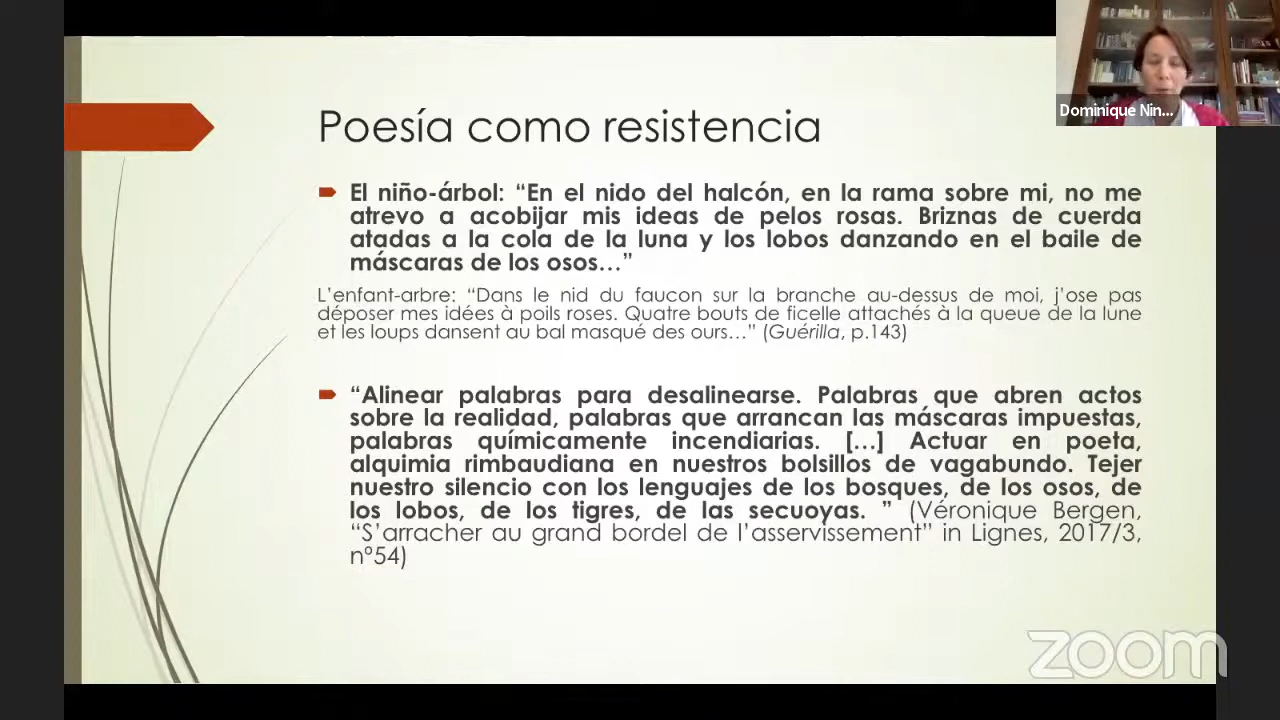 Dominique Nin...
Poesía como resistencia
El niño-árbol: “En el nido del halcón, en la rama sobre mi, no me
atrevo a acobijar mis ideas de pelos rosas. Briznas de cuerda
atadas a la cola de la luna y los lobos danzando en el baile de
máscaras de los osos…”
L’enfant-arbre: “Dans le nid du faucon sur la branche au-dessus de moi, j’ose pas
déposer mes idées à poils roses. Quatre bouts de ficelle attachés à la queue de la lune
et les loups dansent au bal masqué des ours…” (Guérilla, p.143)
“Alinear palabras para desalinearse. Palabras que abren actos
sobre la realidad, palabras que arrancan las máscaras impuestas,
palabras químicamente incendiarias. […] Actuar en poeta,
alquimia rimbaudiana en nuestros bolsillos de vagabundo. Tejer
nuestro silencio con los lenguajes de los bosques, de los osos, de
los lobos, de los tigres, de las secuoyas. ” (Véronique Bergen,
“S’arracher au grand bordel de l’asservissement” in Lignes, 2017/3,
nº54)
zoom